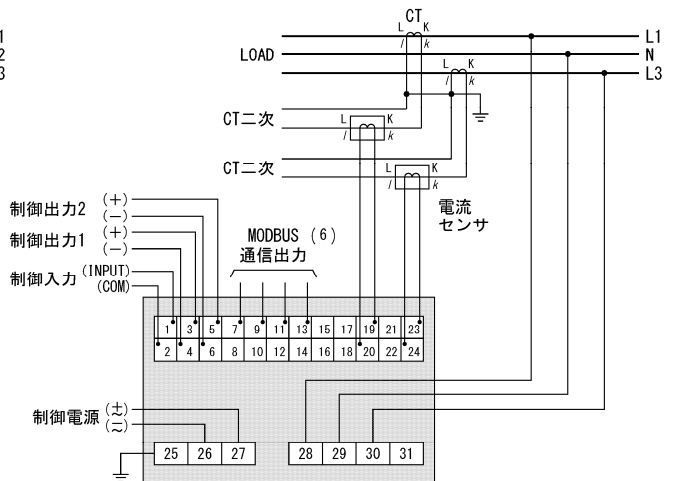 CT
1
L K
L1
2
LOAD
l k
N
3
L K
L3
l k
CT二次
L K
l k
CT二次
L K
l k
制御出力2 (+)
(−)
電流
センサ
制御出力1 (+)
(−)
MODBUS (6)
通信出力
制御入力 (INPUT)
(COM)
1 3 5 7 9 11 13 15 17 19 21 23
2 4 6 8 10 12 14 16 18 20 22 24
制御電源 (±)
(−)
25 26 27 28 29 30 31